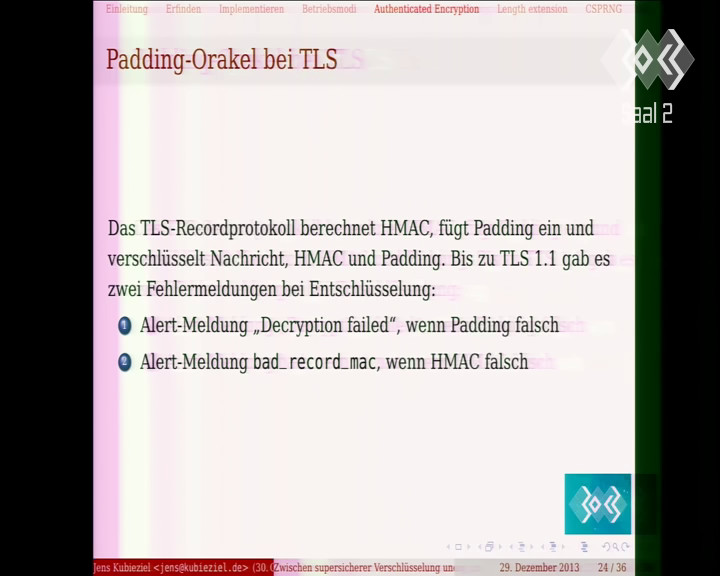 Einleitung Erfinden Implementieren Betriebsmodi Authenticated Encryption Length extension CSPRNG
Padding-Orakel bei TLS
saal 2
Das TLS-Recordprotokoll berechnet HMAC, fügt Padding ein und
verschlüsselt Nachricht, HMAC und Padding. Bis zu TLS 1.1 gab es
zwei Fehlermeldungen bei Entschlüsselung:
1 Alert-Meldung „Decryption failed“, wenn Padding falsch
2 Alert-Meldung bad_record_mac, wenn HMAC falsch
Jens Kubieziel <jens@kubieziel.de> (30. Zwischen supersicherer Verschlüsselung 29. Dezember 2013 24 / 36